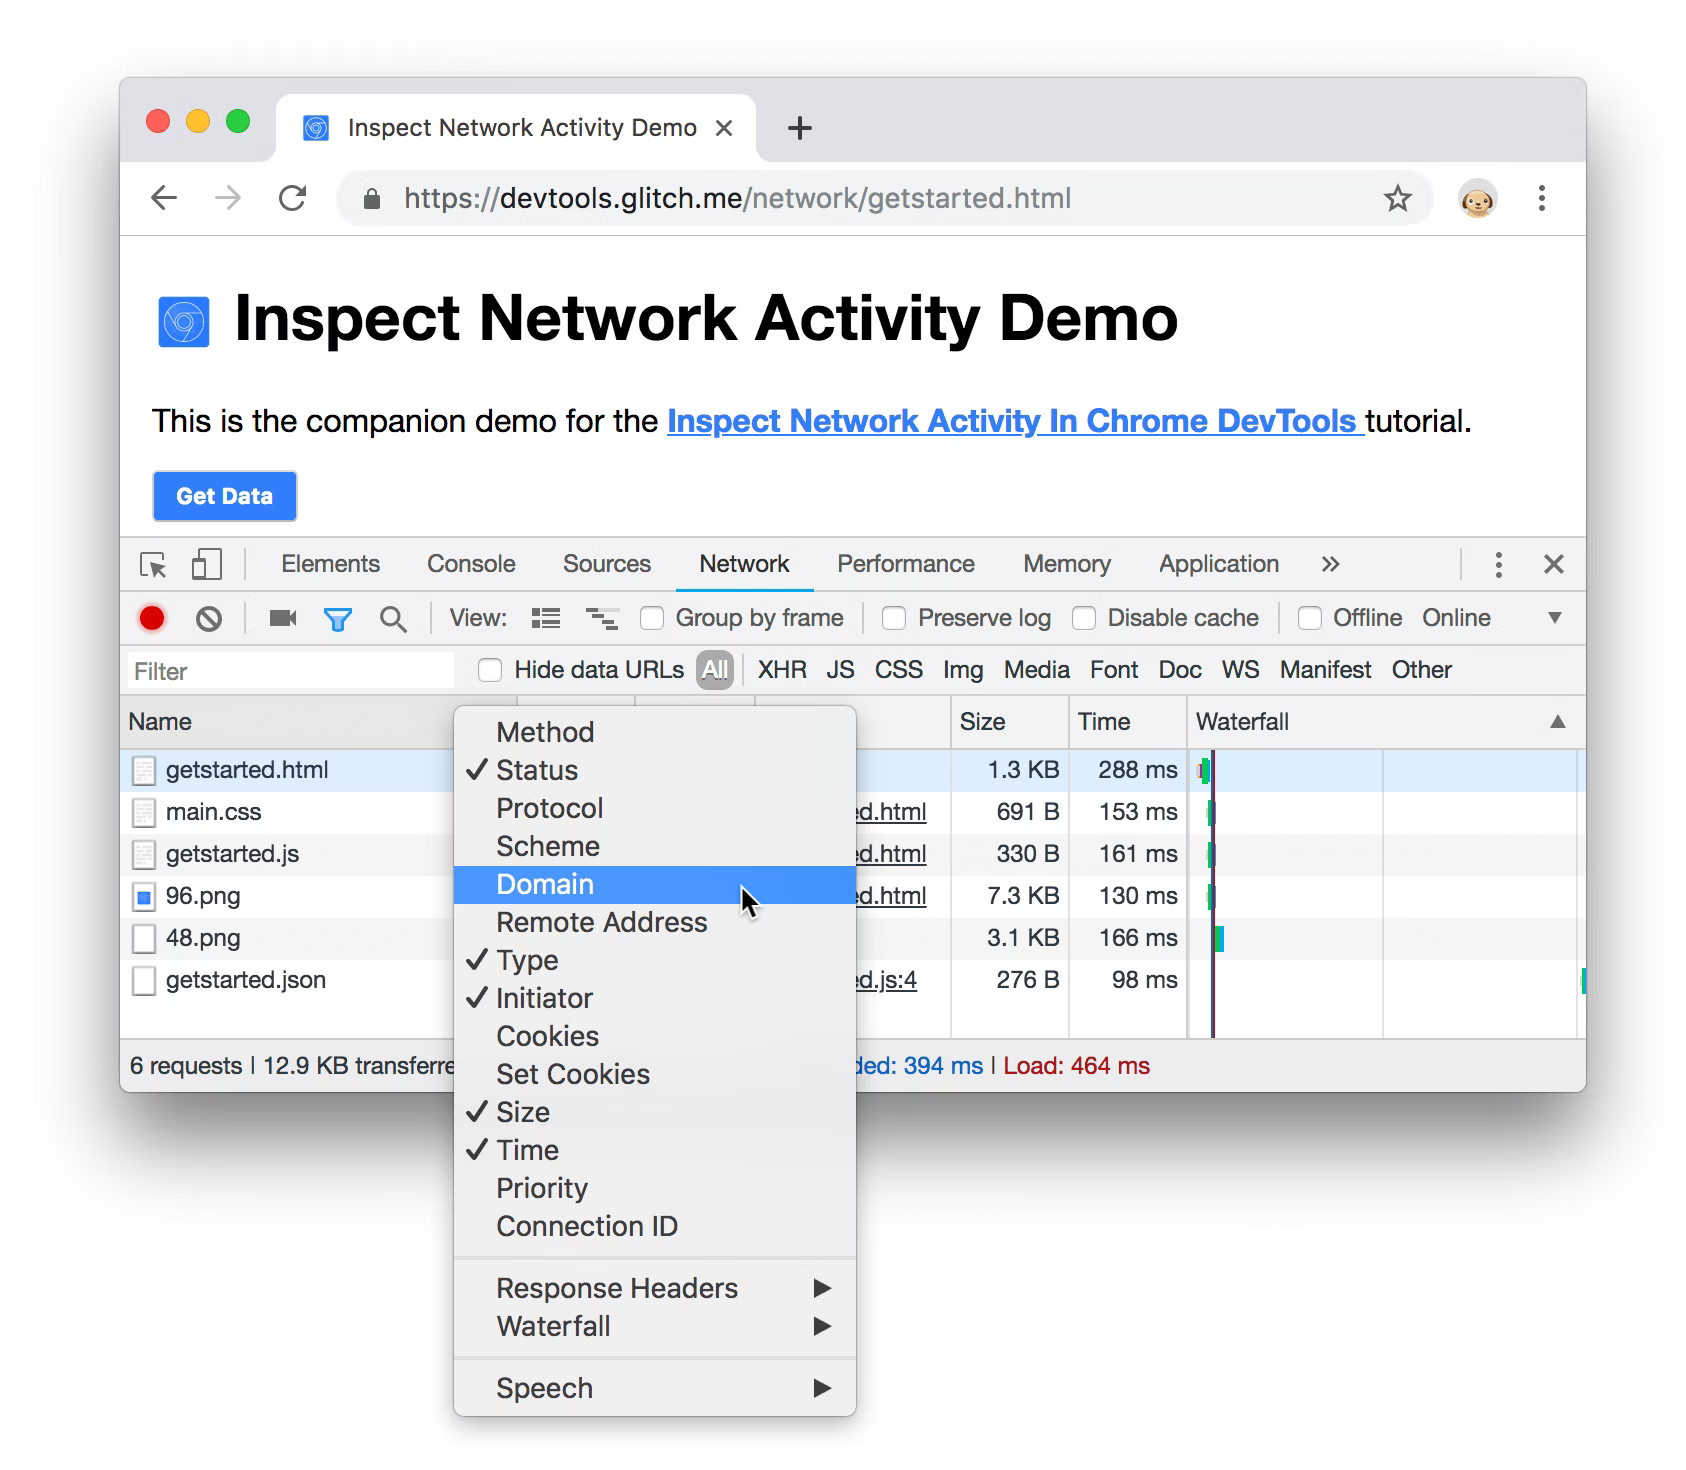 Inspect Network Activity Demo
https://devtools.glitch.me/network/getstarted.html
Inspect Network Activity Demo
This is the companion demo for the Inspect Network Activity In Chrome DevTools tutorial.
Get Data
Elements Console Sources Network Performance Memory Application »
View: Group by frame Preserve log Disable cache Offline Online
Filter Hide data URLs All XHR JS CSS Img Media Font Doc WS Manifest Other
Name Size Time Waterfall
getstarted.html 1.3 KB 288 ms
main.css 691 B 153 ms
getstarted.js 330 B 161 ms
96.png 7.3 KB 130 ms
48.png 3.1 KB 166 ms
getstarted.json 276 B 98 ms
6 requests | 12.9 KB 394 ms | Load: 464 ms
Method
Status
Protocol
Scheme
Domain
Remote Address
Type
Initiator
Cookies
Set Cookies
Size
Time
Priority
Connection ID
Response Headers
Waterfall
Speech